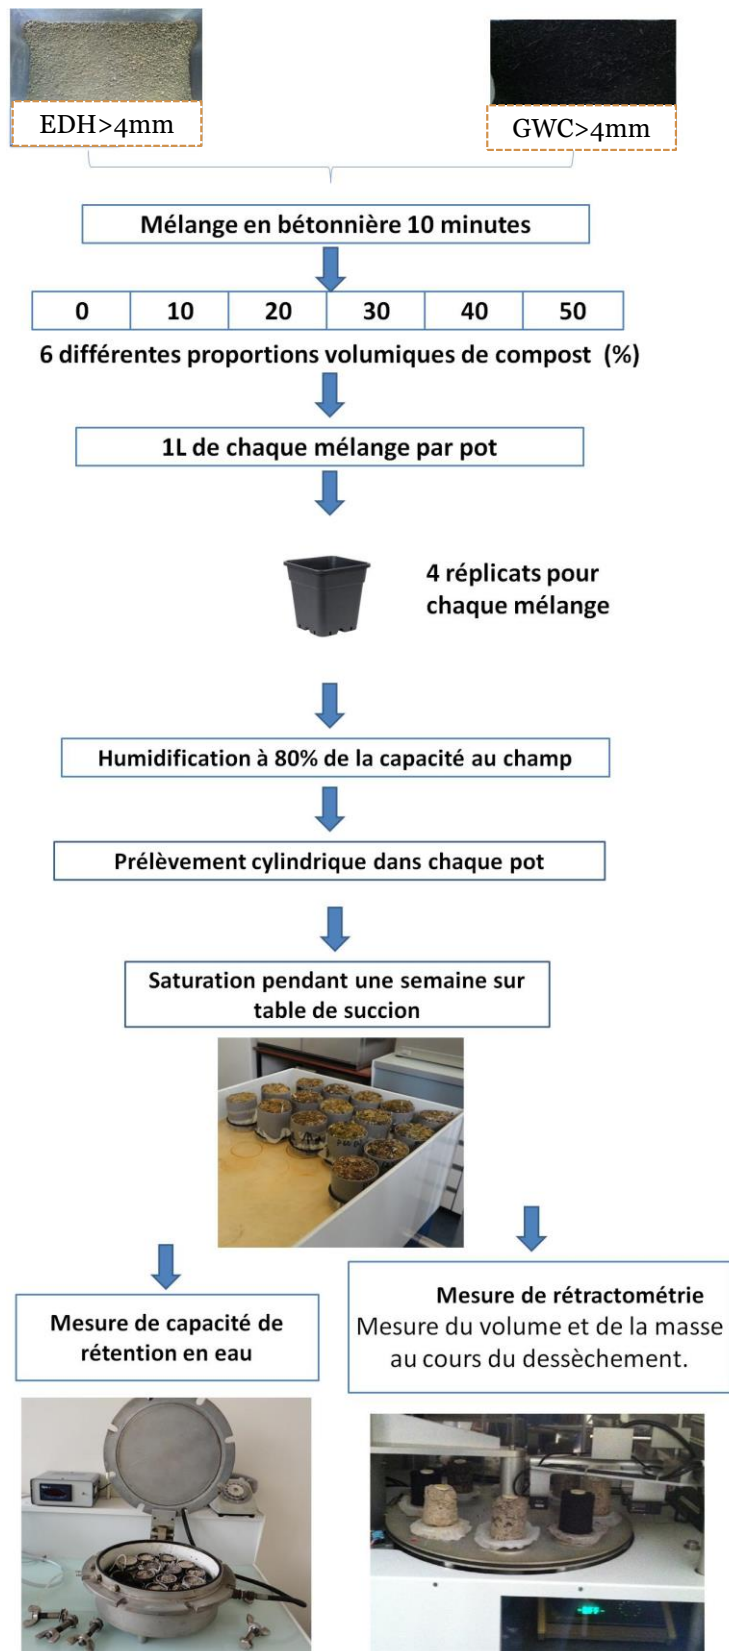 EDH>4mm
GWC>4mm
Mélange en bétonnière 10 minutes
0 10 20 30 40 50
6 différentes proportions volumiques de compost (%)
1L de chaque mélange par pot
4 réplicats pour
chaque mélange
Humidification à 80% de la capacité au champ
Prélèvement cylindrique dans chaque pot
Saturation pendant une semaine sur
table de succion
Mesure de capacité de
rétention en eau
Mesure de rétractométrie
Mesure du volume et de la masse
au cours du dessèchement.
-OFF-